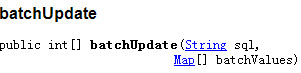 batchUpdate
public int[] batchUpdate(String sql,
Map[] batchValues)